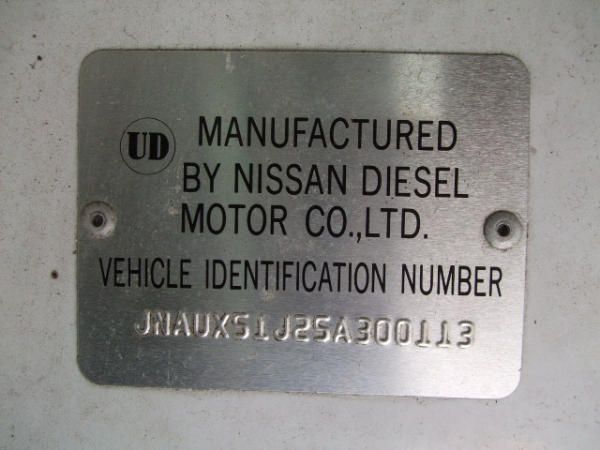 UD
MANUFACTURED
BY NISSAN DIESEL
MOTOR CO.,LTD.
VEHICLE IDENTIFICATION NUMBER
JNAUX51J25A300113